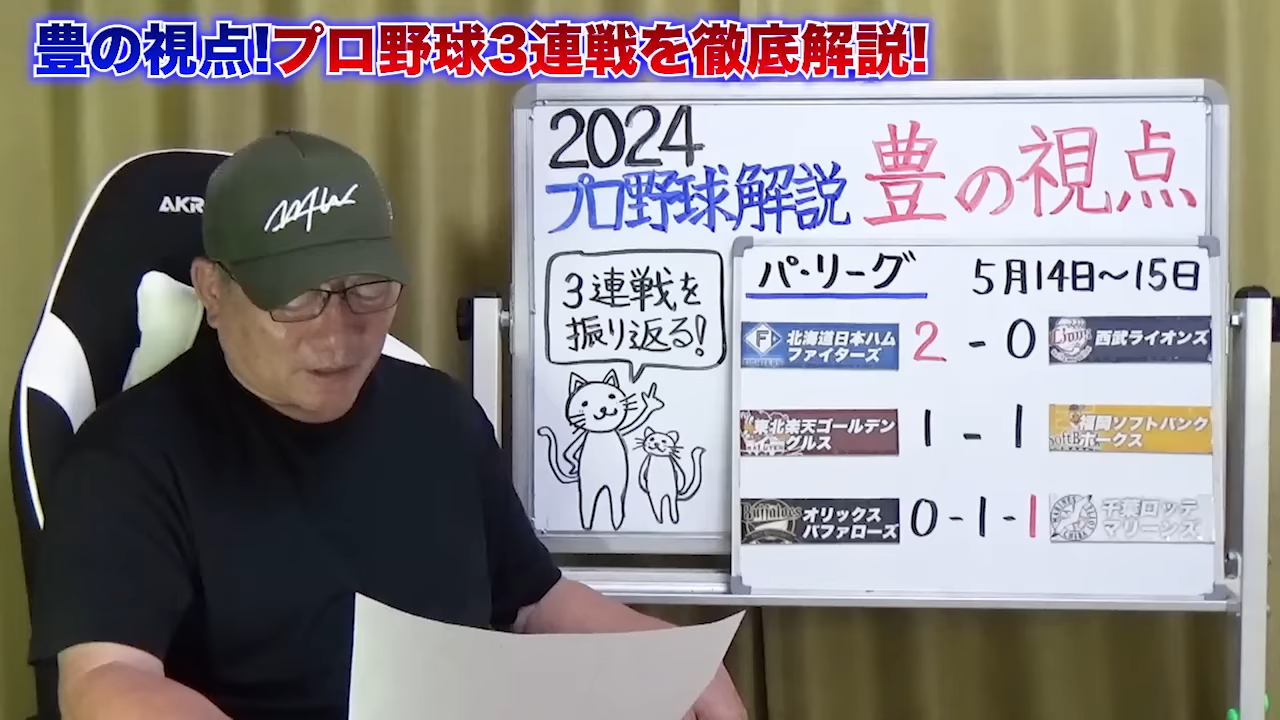 豊の視点!プロ野球3連戦を徹底解説!
AKR
2024
プロ野球解説 豊の視点
3連戦を
振り返る!
パ・リーグ 5月14日〜15日
北海道日本ハム
ファイターズ
2 - 0
西武ライオンズ
東北楽天ゴールデン
グルス
1 - 1
福岡ソフトバンク
ホークス
Buffaloes
オリックス
バファローズ
0 - 1 - 1
千葉ロッテ
マリーンズ